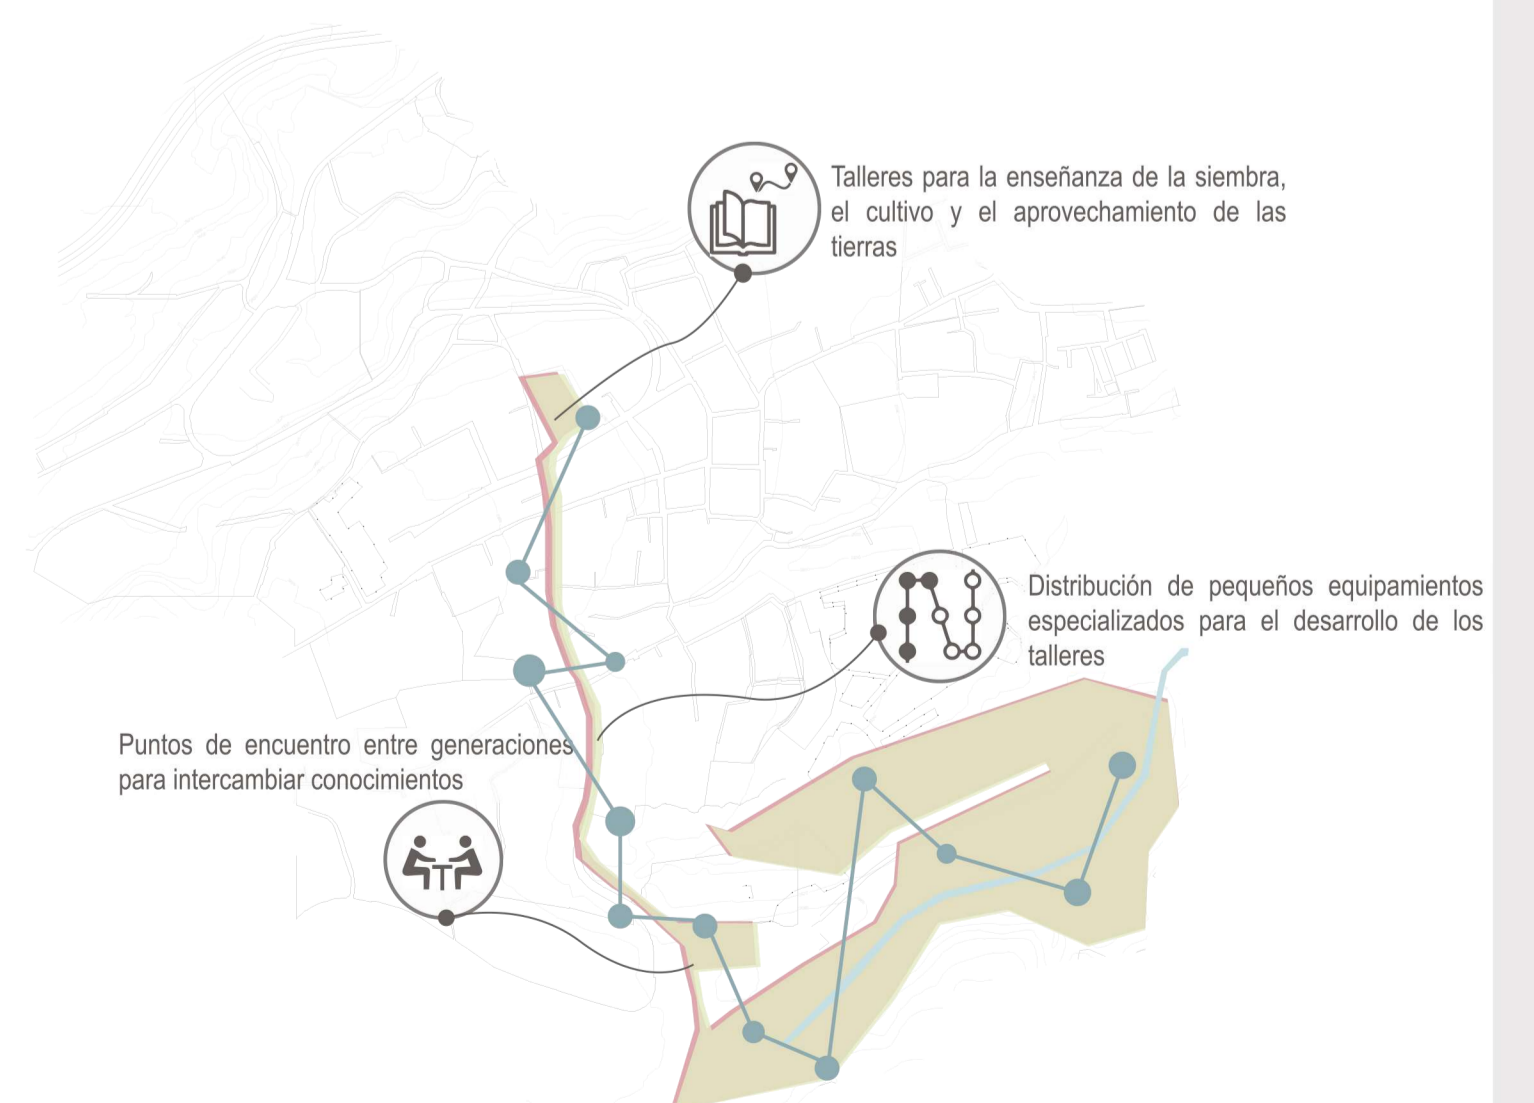 Talleres para la enseñanza de la siembra,
el cultivo y el aprovechamiento de las
tierras
Distribución de pequeños equipamientos
especializados para el desarrollo de los
talleres
Puntos de encuentro entre generaciones
para intercambiar conocimientos